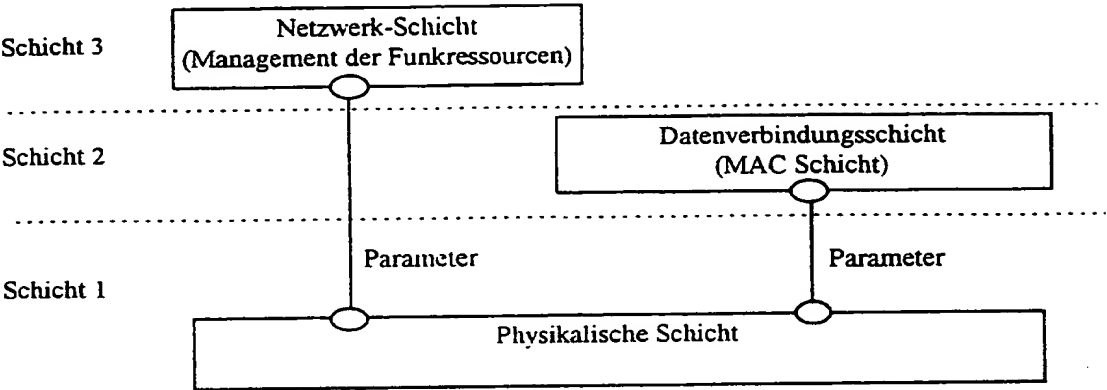 Schicht 3
Netzwerk-Schicht
(Management der Funkressourcen)
Schicht 2
Datenverbindungsschicht
(MAC Schicht)
Schicht 1
Parameter
Parameter
Physikalische Schicht